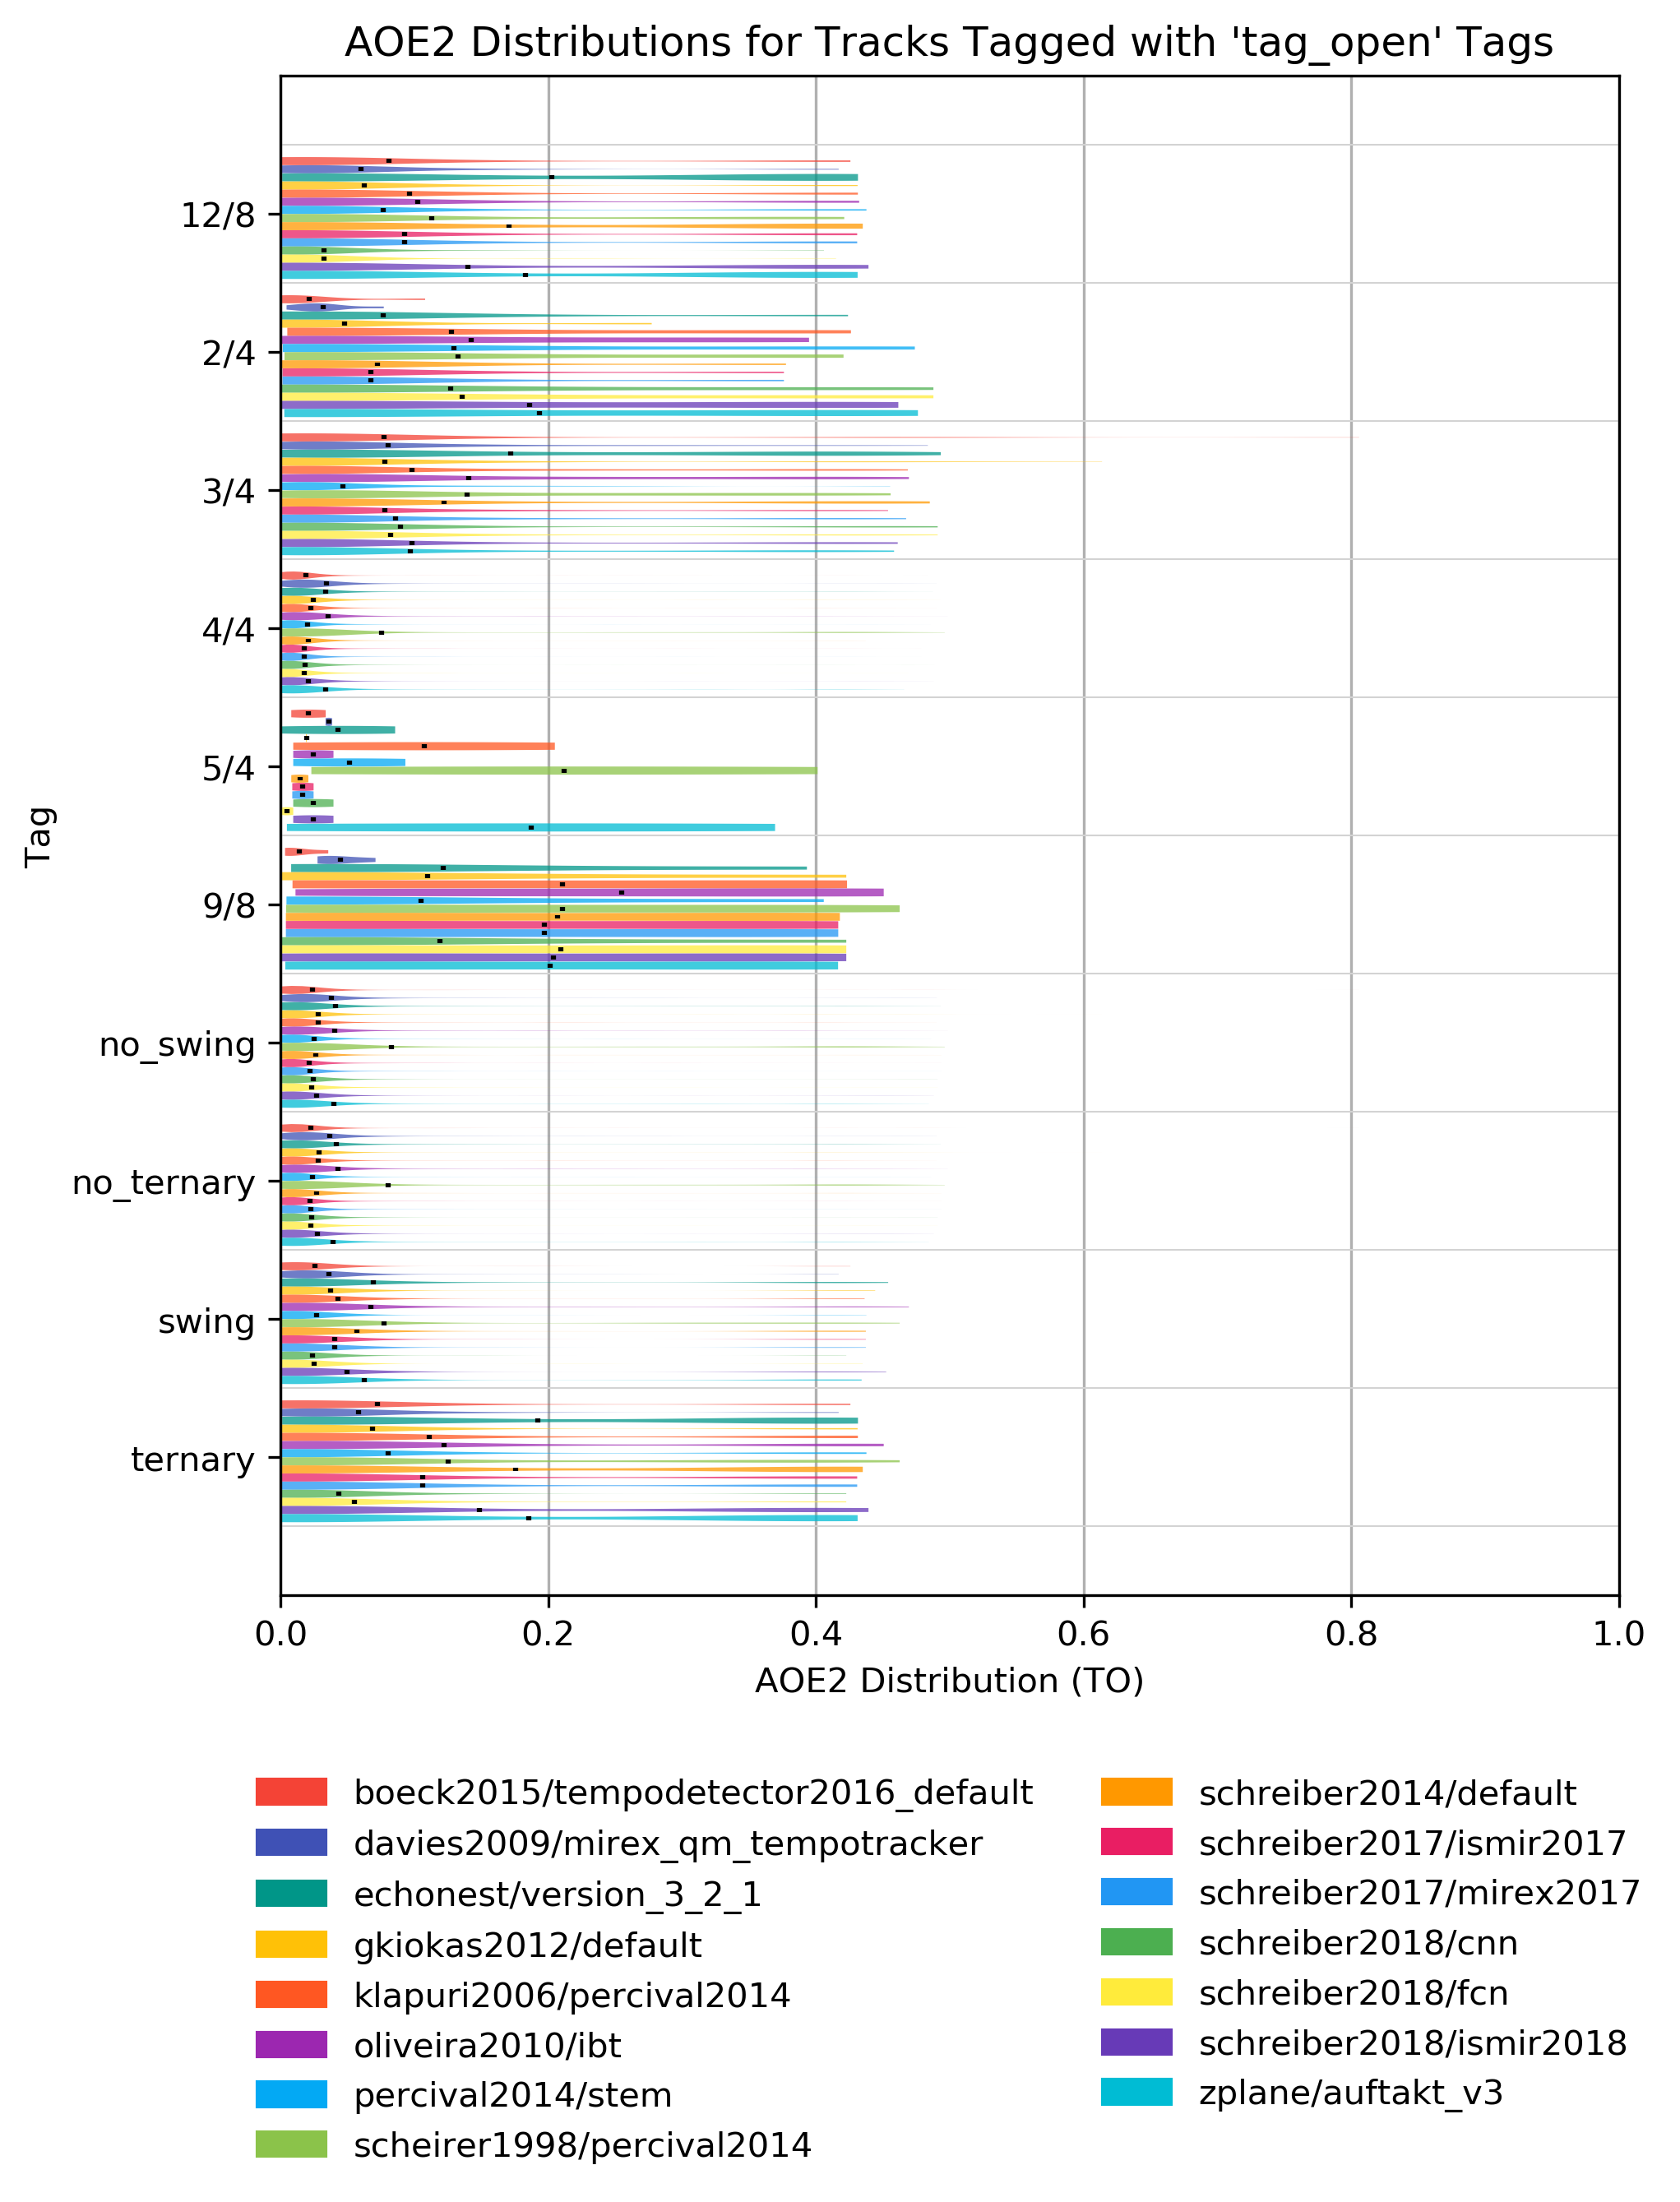 AOE2 Distributions for Tracks Tagged with 'tag_open' Tags
Tag
12/8
2/4
3/4
4/4
5/4
9/8
no_swing
no_ternary
swing
ternary
0.0 0.2 0.4 0.6 0.8 1.0
AOE2 Distribution (TO)
boeck2015/tempodetector2016_default
davies2009/mirex_qm_tempotracker
echonest/version_3_2_1
gkiokas2012/default
klapuri2006/percival2014
oliveira2010/ibt
percival2014/stem
scheirer1998/percival2014
schreiber2014/default
schreiber2017/ismir2017
schreiber2017/mirex2017
schreiber2018/cnn
schreiber2018/fcn
schreiber2018/ismir2018
zplane/auftakt_v3